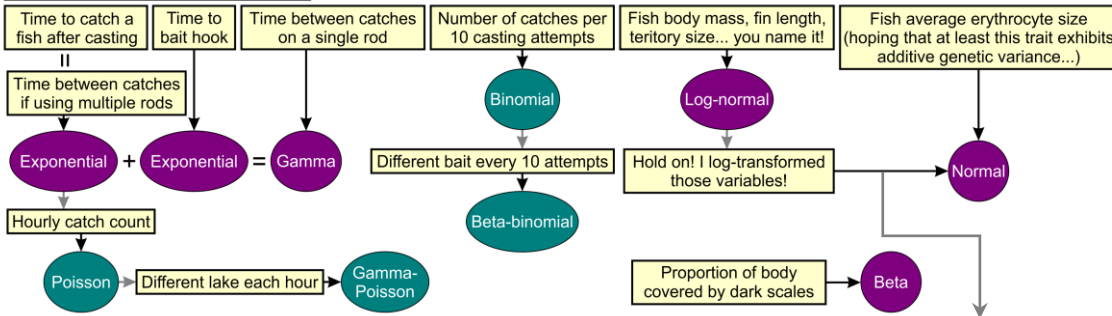 Time to catch a
fish after casting
=
Time between catches
if using multiple rods
Time to
bait hook
Time between catches
on a single rod
Number of catches per
10 casting attempts
Fish body mass, fin length,
teritory size... you name it!
Fish average erythrocyte size
(hoping that at least this trait exhibits
additive genetic variance...)
Exponential
+
Exponential
=
Gamma
Binomial
Log-normal
Different bait every 10 attempts
Hold on! I log-transformed
those variables!
Normal
Hourly catch count
Beta-binomial
Poisson
Different lake each hour
Gamma-
Poisson
Proportion of body
covered by dark scales
Beta